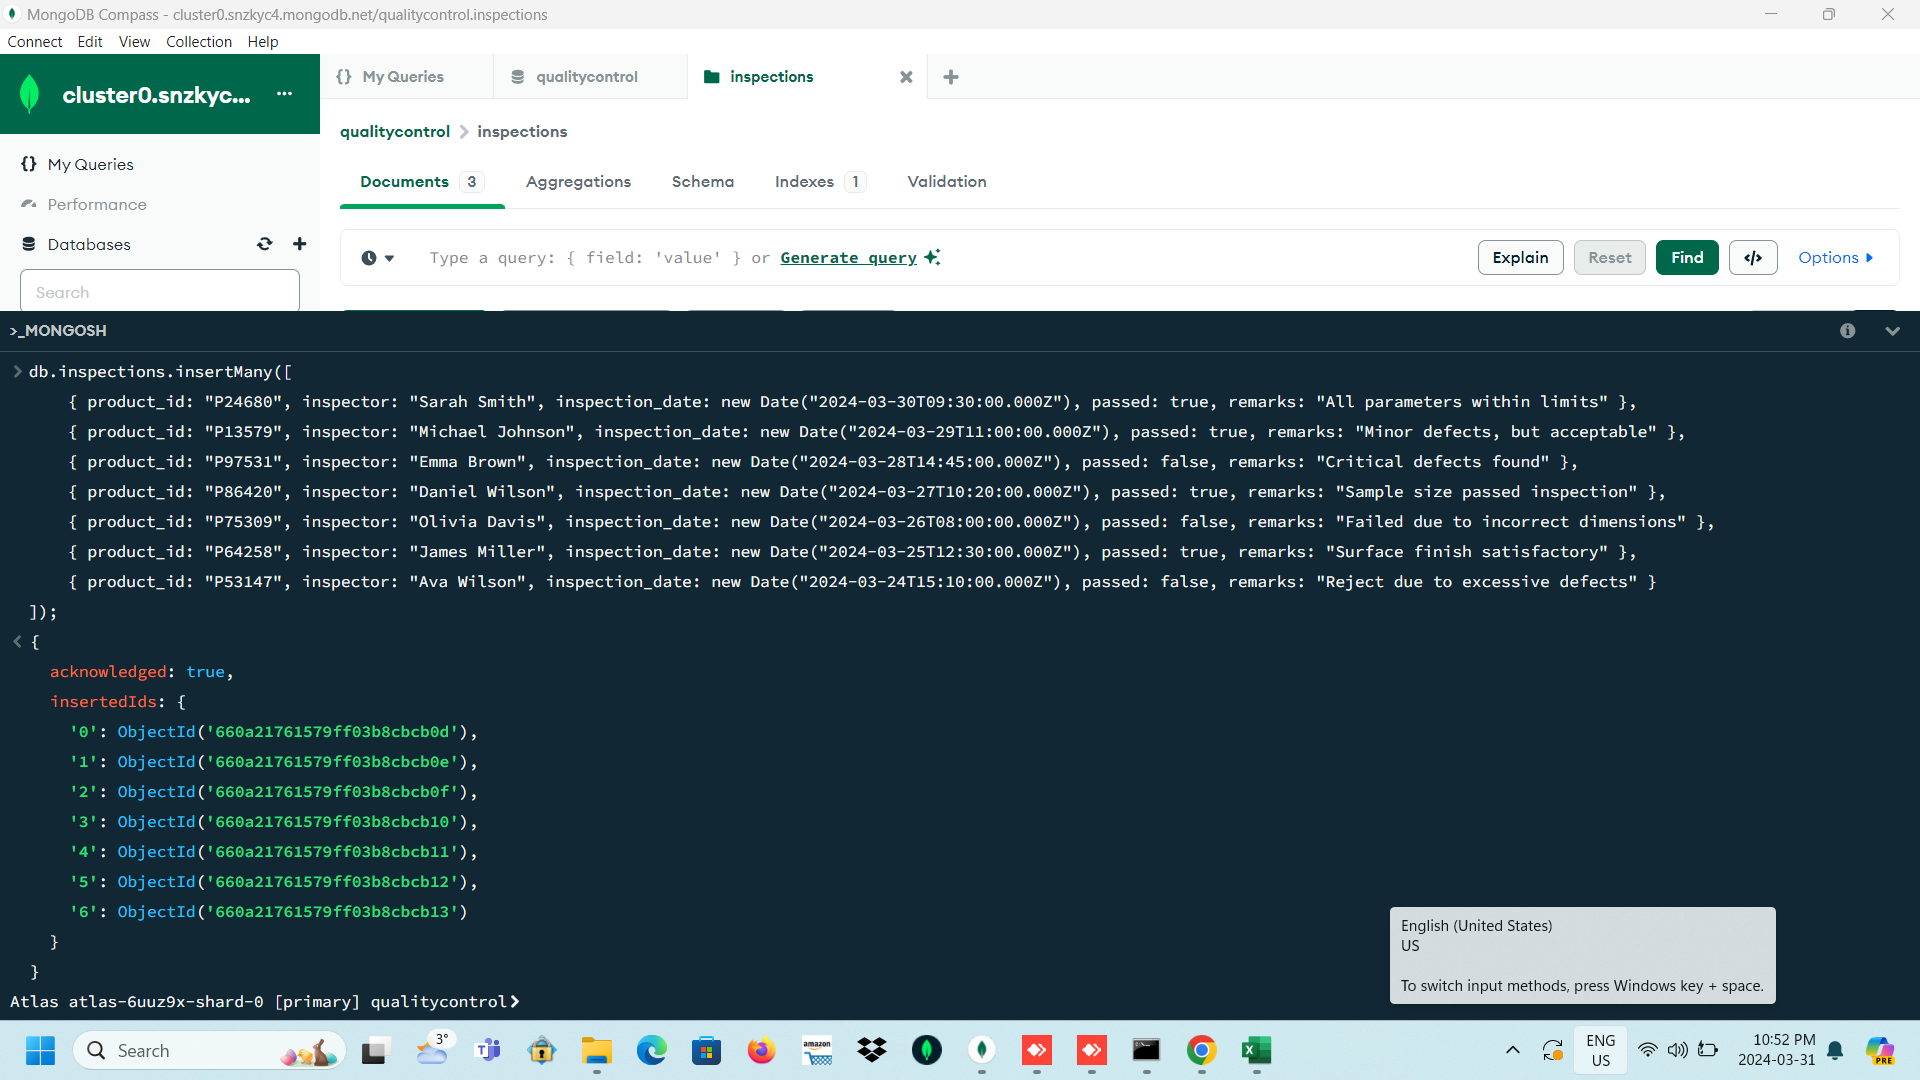 MongoDB Compass - cluster0.snzkyc4.mongodb.net/qualitycontrol.inspections
Connect Edit View Collection Help
cluster0.snzkyc... ...
{} My Queries
qualitycontrol
inspections
qualitycontrol > inspections
{} My Queries
Performance
Databases
Search
Documents 3 Aggregations Schema Indexes 1 Validation
Type a query: { field: 'value' } or Generate query
Explain Reset Find </> Options
>_MONGOSH
> db.inspections.insertMany([
{ product_id: "P24680", inspector: "Sarah Smith", inspection_date: new Date("2024-03-30T09:30:00.000Z"), passed: true, remarks: "All parameters within limits" },
{ product_id: "P13579", inspector: "Michael Johnson", inspection_date: new Date("2024-03-29T11:00:00.000Z"), passed: true, remarks: "Minor defects, but acceptable" },
{ product_id: "P97531", inspector: "Emma Brown", inspection_date: new Date("2024-03-28T14:45:00.000Z"), passed: false, remarks: "Critical defects found" },
{ product_id: "P86420", inspector: "Daniel Wilson", inspection_date: new Date("2024-03-27T10:20:00.000Z"), passed: true, remarks: "Sample size passed inspection" },
{ product_id: "P75309", inspector: "Olivia Davis", inspection_date: new Date("2024-03-26T08:00:00.000Z"), passed: false, remarks: "Failed due to incorrect dimensions" },
{ product_id: "P64258", inspector: "James Miller", inspection_date: new Date("2024-03-25T12:30:00.000Z"), passed: true, remarks: "Surface finish satisfactory" },
{ product_id: "P53147", inspector: "Ava Wilson", inspection_date: new Date("2024-03-24T15:10:00.000Z"), passed: false, remarks: "Reject due to excessive defects" }
]);
< {
acknowledged: true,
insertedIds: {
'0': ObjectId('660a21761579ff03b8cbcb0d'),
'1': ObjectId('660a21761579ff03b8cbcb0e'),
'2': ObjectId('660a21761579ff03b8cbcb0f'),
'3': ObjectId('660a21761579ff03b8cbcb10'),
'4': ObjectId('660a21761579ff03b8cbcb11'),
'5': ObjectId('660a21761579ff03b8cbcb12'),
'6': ObjectId('660a21761579ff03b8cbcb13')
}
}
Atlas atlas-6uuz9x-shard-0 [primary] qualitycontrol>
English (United States)
US
To switch input methods, press Windows key + space.
Search
3°
amazon
ENG
US
10:52 PM
2024-03-31
PRE